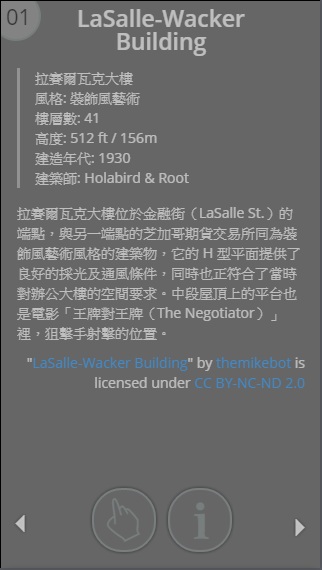 01
LaSalle-Wacker
Building
拉賽爾瓦克大樓
風格: 裝飾風藝術
樓層數: 41
高度: 512 ft / 156m
建造年代: 1930
建築師: Holabird & Root
拉賽爾瓦克大樓位於金融街（LaSalle St.）的
端點，與另一端點的芝加哥期貨交易所同為裝
飾風藝術風格的建築物，它的 H 型平面提供了
良好的採光及通風條件，同時也正符合了當時
對辦公大樓的空間要求。中段屋頂上的平台也
是電影「王牌對王牌（The Negotiator）」
裡，狙擊手射擊的位置。
"LaSalle-Wacker Building" by themikebot is
licensed under CC BY-NC-ND 2.0
i